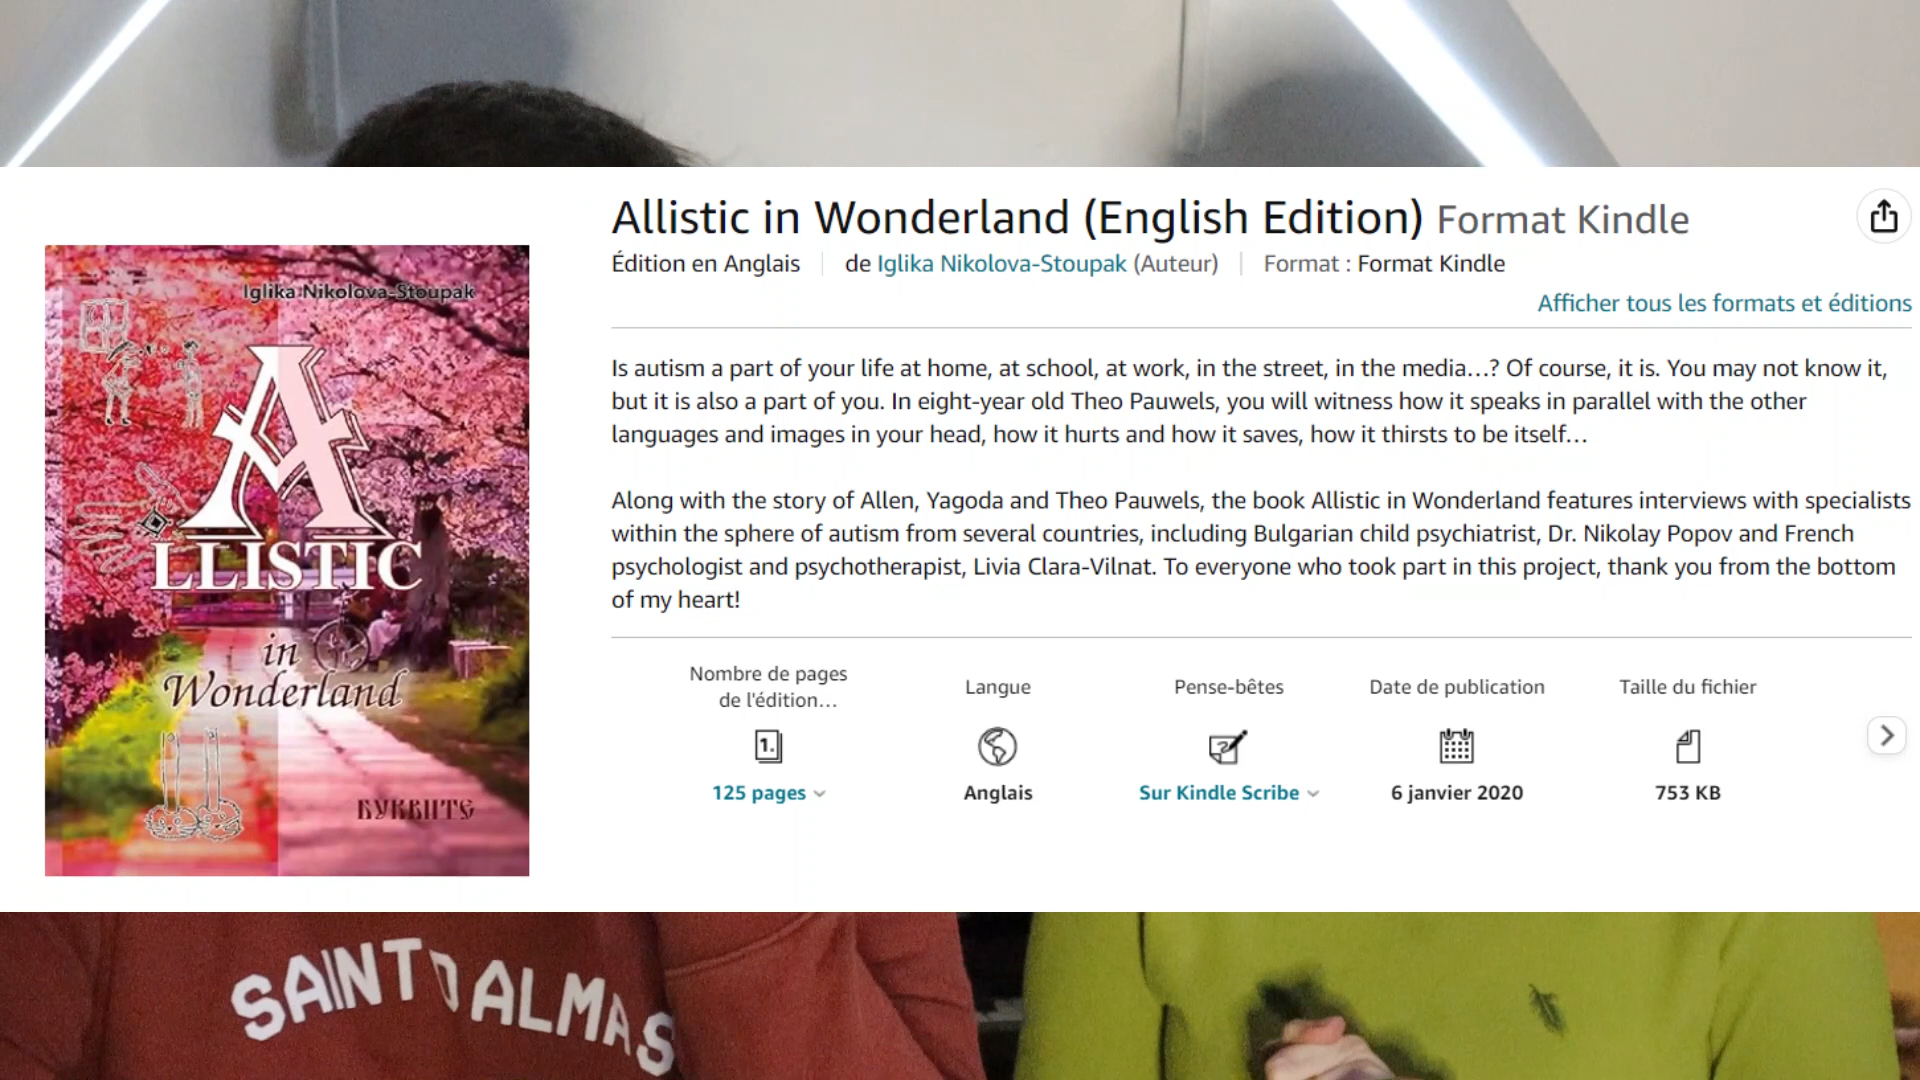 Allistic in Wonderland (English Edition) Format Kindle
Édition en Anglais
de Iglika Nikolova-Stoupak (Auteur)
Format : Format Kindle
Afficher tous les formats et éditions
Iglika Nikolova-Stoupak
ALLISTIC
in
Wonderland
БУКВИТЕ
Is autism a part of your life at home, at school, at work, in the street, in the media…? Of course, it is. You may not know it,
but it is also a part of you. In eight-year old Theo Pauwels, you will witness how it speaks in parallel with the other
languages and images in your head, how it hurts and how it saves, how it thirsts to be itself…
Along with the story of Allen, Yagoda and Theo Pauwels, the book Allistic in Wonderland features interviews with specialists
within the sphere of autism from several countries, including Bulgarian child psychiatrist, Dr. Nikolay Popov and French
psychologist and psychotherapist, Livia Clara-Vilnat. To everyone who took part in this project, thank you from the bottom
of my heart!
Nombre de pages
de l'édition…
1.
125 pages
Langue
Anglais
Pense-bêtes
Sur Kindle Scribe
Date de publication
6 janvier 2020
Taille du fichier
753 KB
SAINT D ALMAS